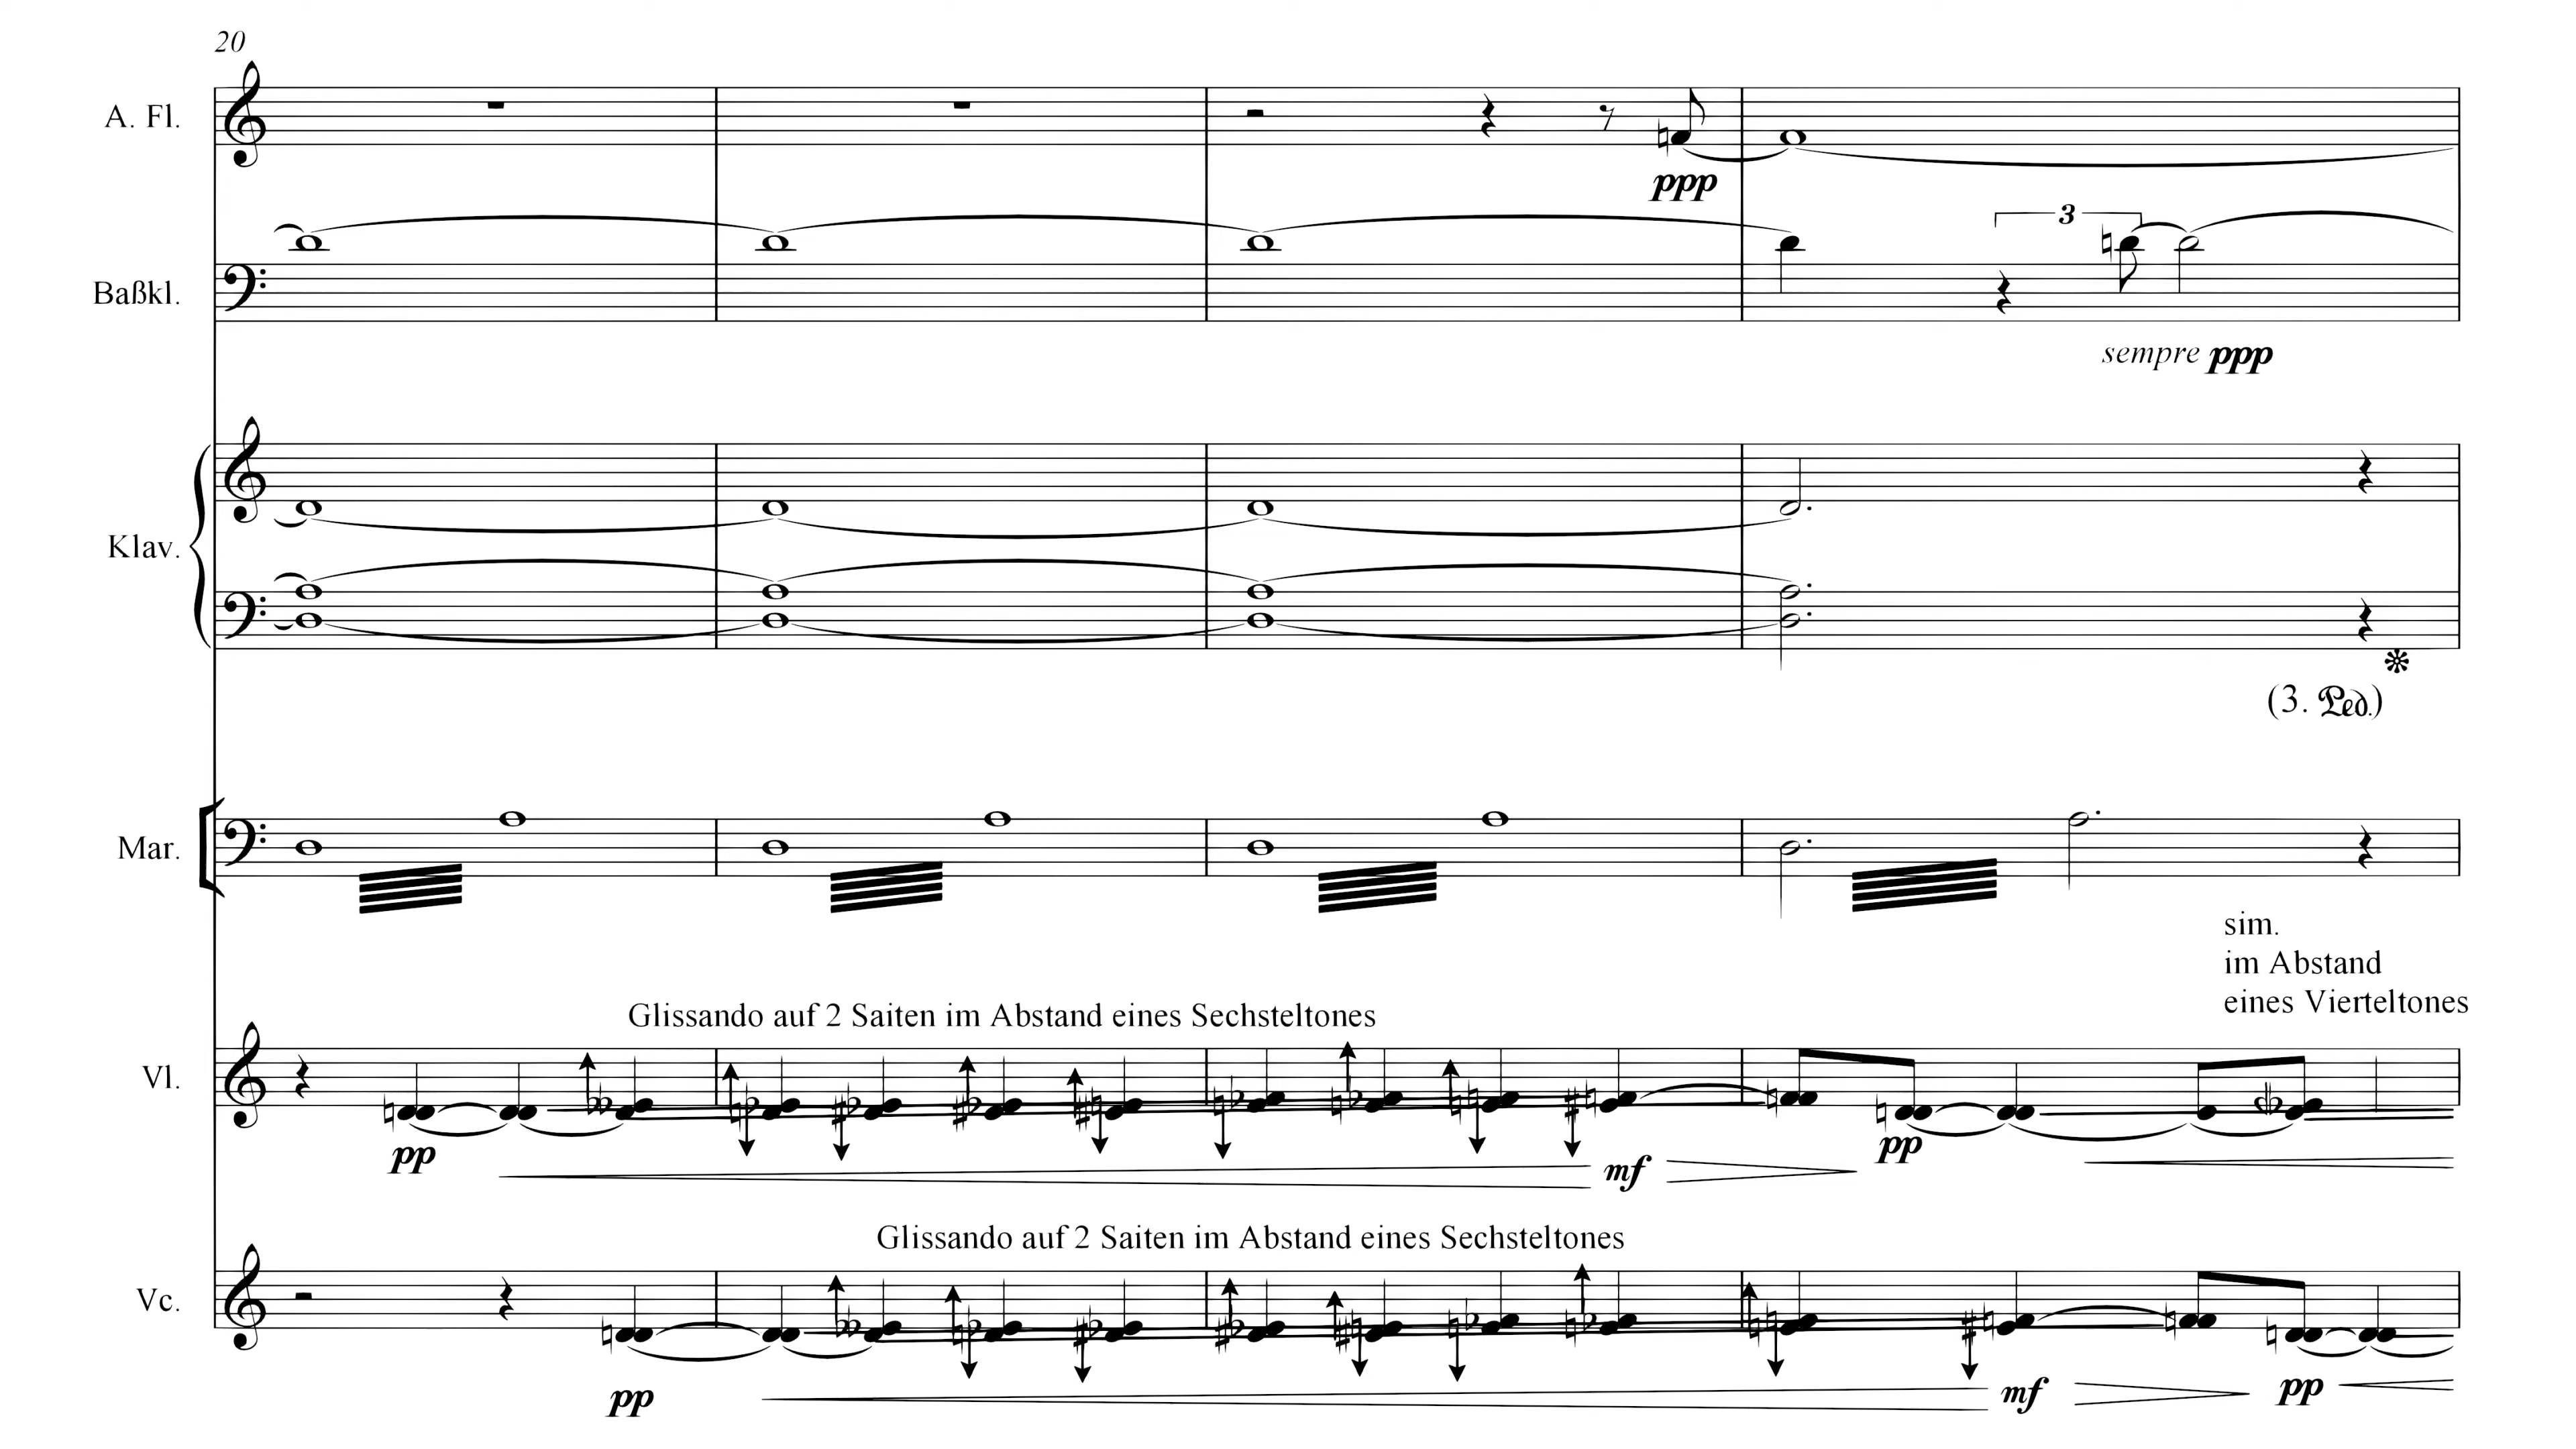 20
A. Fl.
ppp
3
Baßkl.
sempre ppp
Klav.
(3. Ped.)
Mar.
sim.
im Abstand
eines Vierteltones
Glissando auf 2 Saiten im Abstand eines Sechsteltones
Vl.
pp
pp
mf
Glissando auf 2 Saiten im Abstand eines Sechsteltones
Vc.
pp
mf
pp